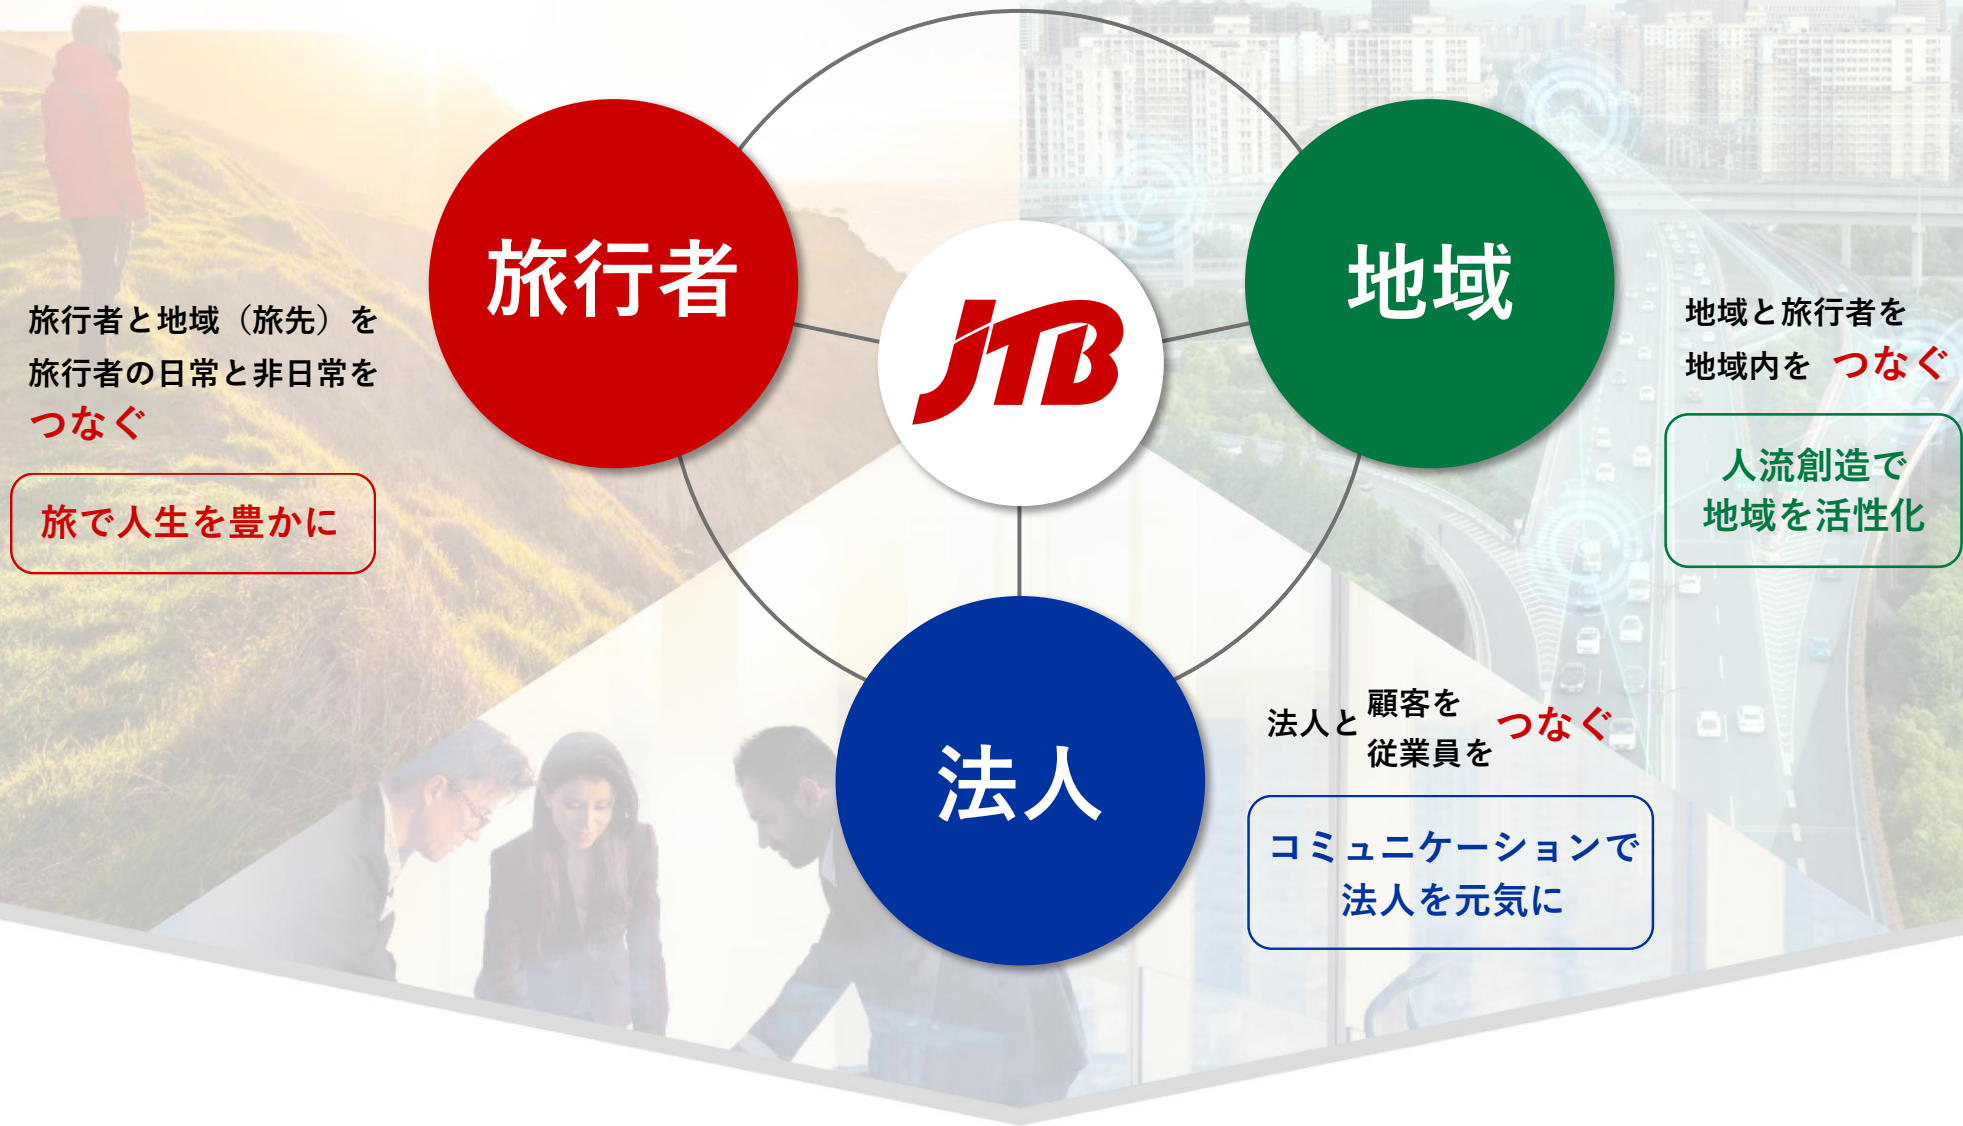 旅行者
地域
JTB
旅行者と地域（旅先）を
旅行者の日常と非日常を
つなぐ
旅で人生を豊かに
地域と旅行者を
地域内を つなぐ
人流創造で
地域を活性化
法人
法人と 顧客を 従業員を つなぐ
コミュニケーションで
法人を元気に